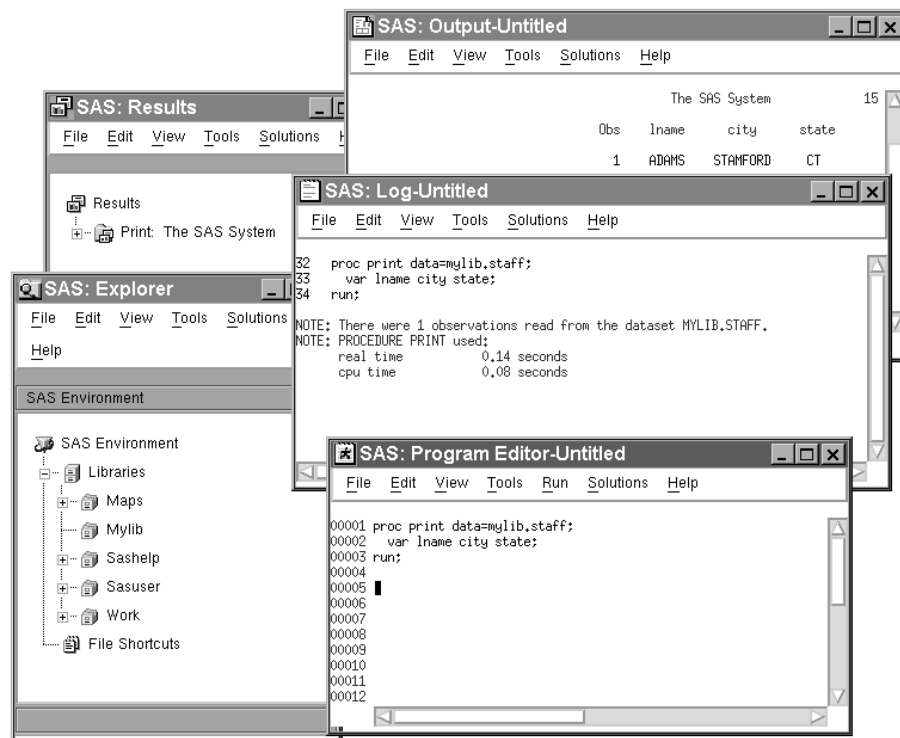 SAS: Output-Untitled
File Edit View Tools Solutions Help
The SAS System 15
Obs lname city state
1 ADAMS STAMFORD CT
SAS: Results
File Edit View Tools Solutions
Results
Print: The SAS System
SAS: Log-Untitled
File Edit View Tools Solutions Help
32 proc print data=mylib.staff;
33 var lname city state;
34 run;
NOTE: There were 1 observations read from the dataset MYLIB.STAFF.
NOTE: PROCEDURE PRINT used:
real time 0.14 seconds
cpu time 0.08 seconds
SAS: Explorer
File Edit View Tools Solutions
Help
SAS Environment
SAS Environment
Libraries
Maps
Mylib
Sashelp
Sasuser
Work
File Shortcuts
SAS: Program Editor-Untitled
File Edit View Tools Run Solutions Help
00001 proc print data=mylib.staff;
00002 var lname city state;
00003 run;
00004
00005
00006
00007
00008
00009
00010
00011
00012